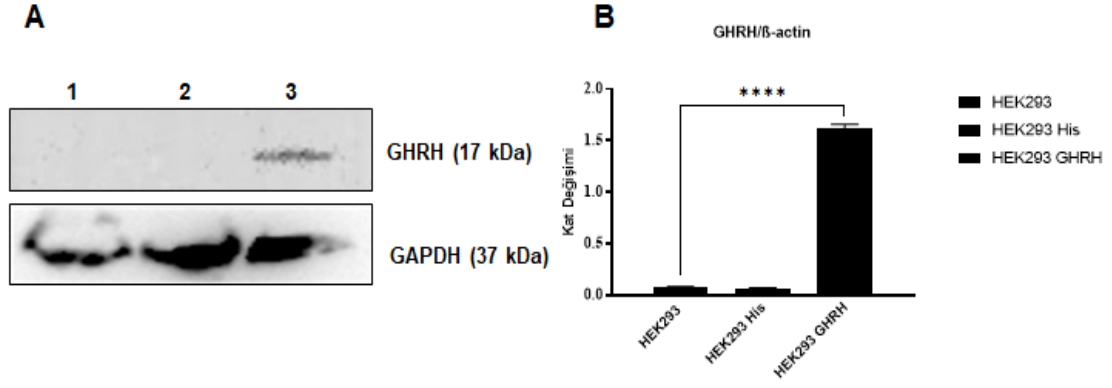 A
1 2 3
GHRH (17 kDa)
GAPDH (37 kDa)
B
GHRH/ß-actin
2.0
1.5
1.0
0.5
0.0
Kat Değişimi
****
HEK293
HEK293 His
HEK293 GHRH
HEK293
HEK293 His
HEK293 GHRH